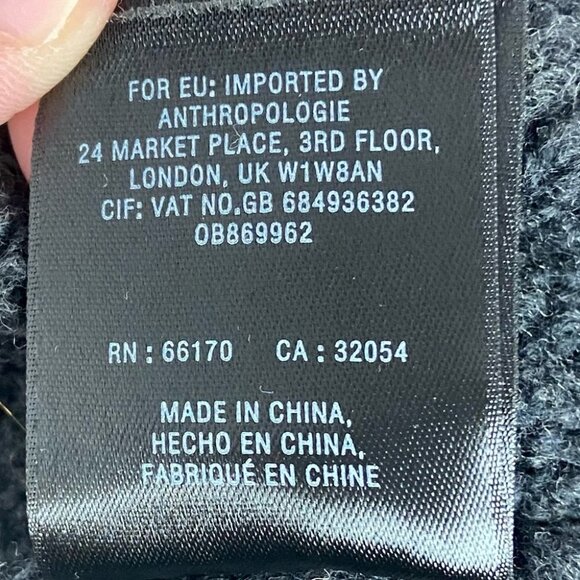 FOR EU: IMPORTED BY
ANTHROPOLOGIE
24 MARKET PLACE, 3RD FLOOR,
LONDON, UK W1W8AN
CIF: VAT NO.GB 684936382
OB869962
RN : 66170 CA : 32054
MADE IN CHINA,
HECHO EN CHINA,
FABRIQUÉ EN CHINE